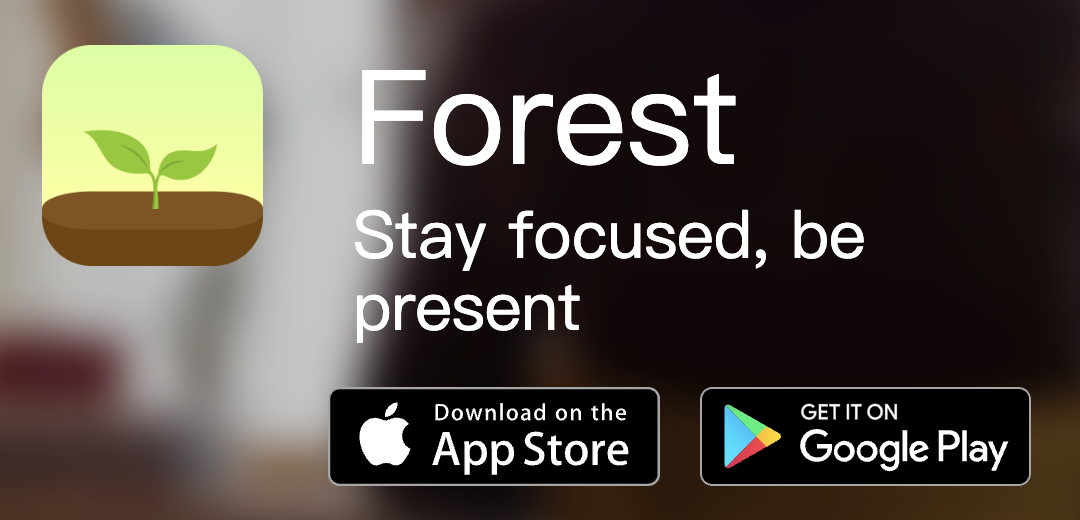 Forest
Stay focused, be
present
Download on the
App Store
GET IT ON
Google Play